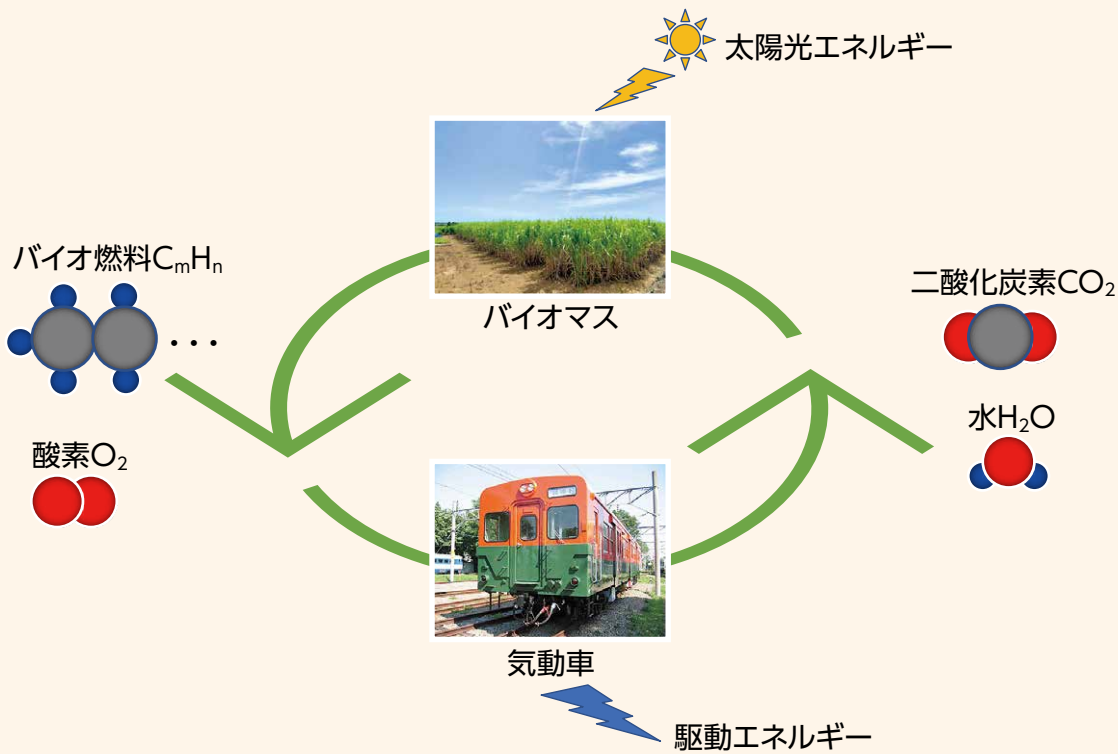 太陽光エネルギー
バイオマス
バイオ燃料CₘHₙ
・・・
酸素O₂
二酸化炭素CO₂
水H₂O
気動車
駆動エネルギー